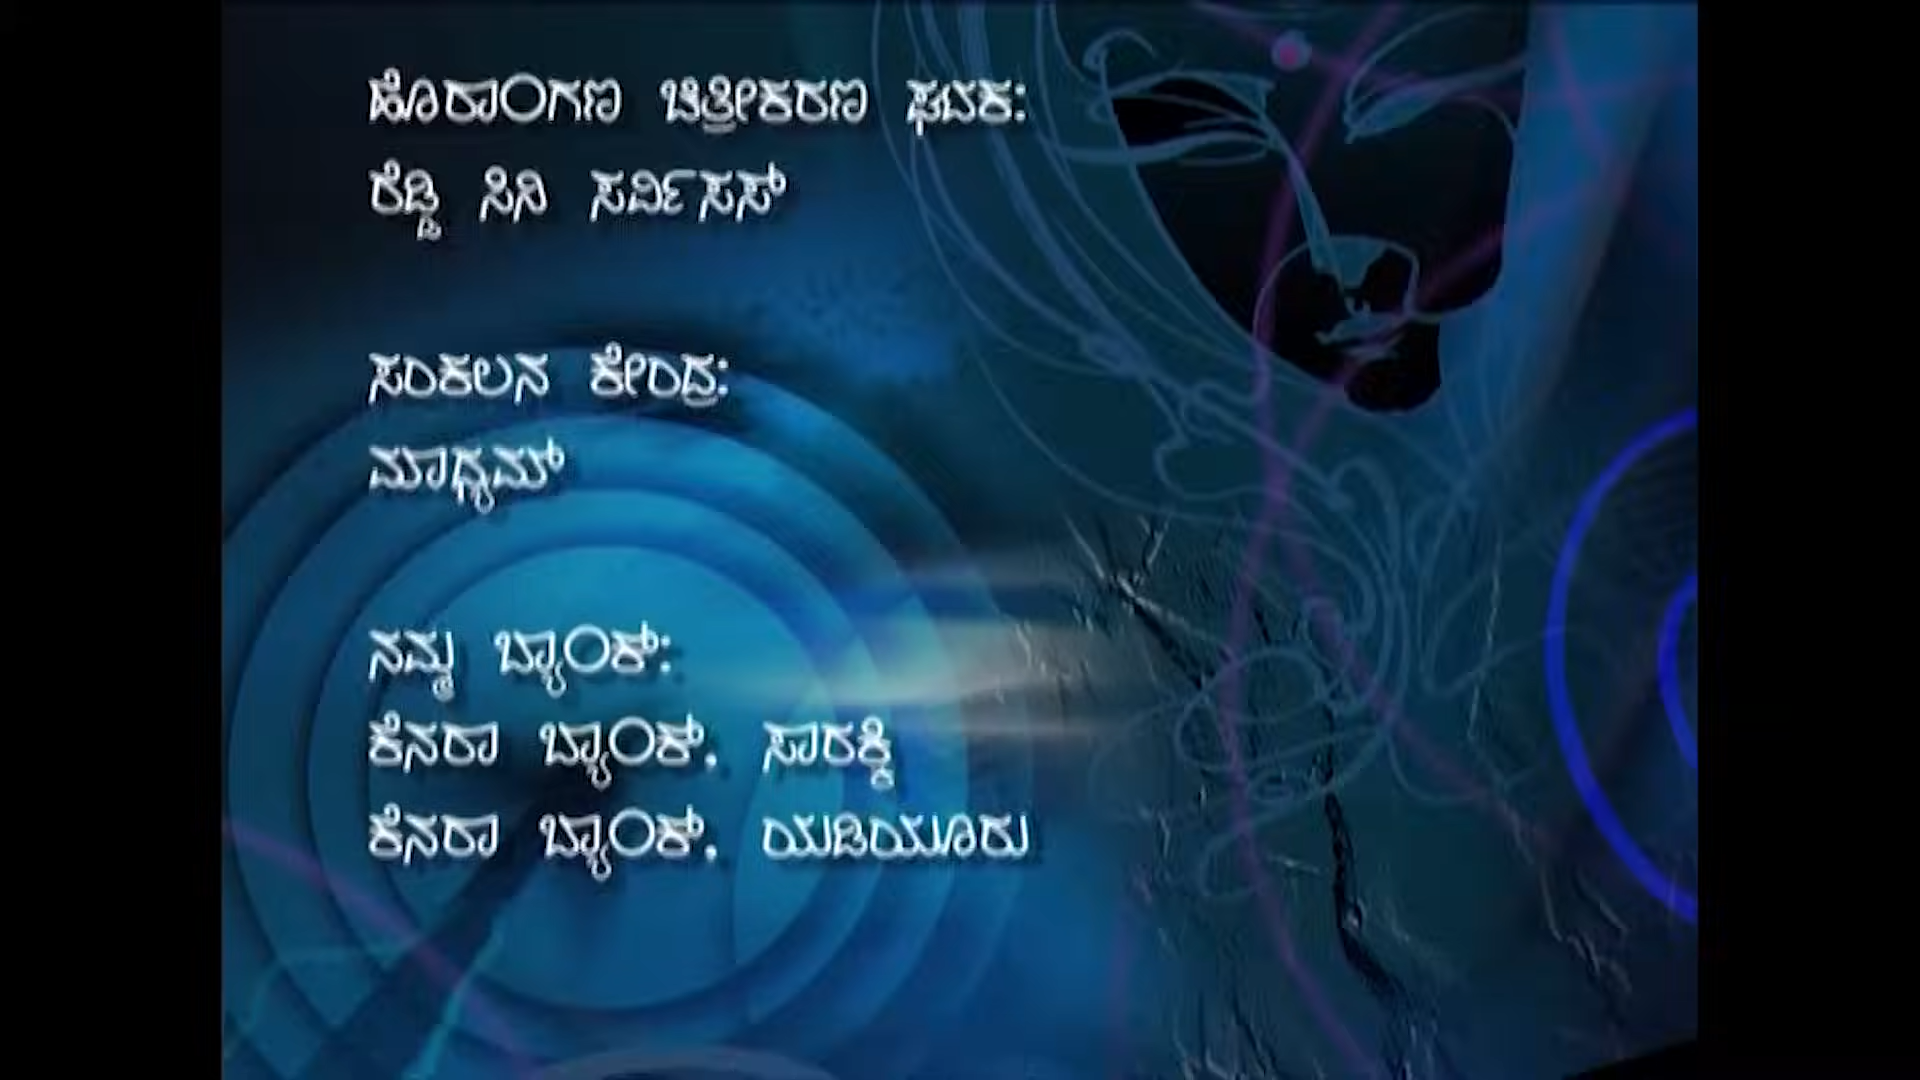 ಹೊರಾಂಗಣ ಚಿತ್ರೀಕರಣ ಘಟಕ:
ರೆಡ್ಡಿ ಸಿನಿ ಸರ್ವಿಸಸ್
ಸಂಕಲನ ಕೇಂದ್ರ:
ಮಾಧ್ಯಮ್
ನಮ್ಮ ಬ್ಯಾಂಕ್:
ಕೆನರಾ ಬ್ಯಾಂಕ್, ಸಾರಕ್ಕಿ
ಕೆನರಾ ಬ್ಯಾಂಕ್, ಯಡಿಯೂರು